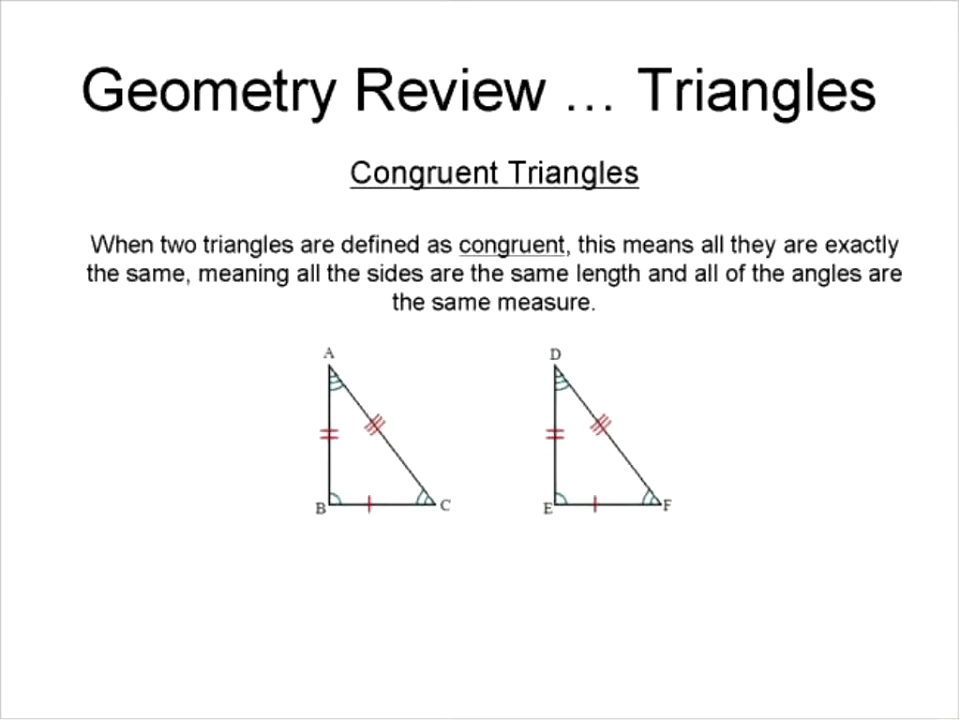 Geometry Review … Triangles
Congruent Triangles
When two triangles are defined as congruent, this means all they are exactly
the same, meaning all the sides are the same length and all of the angles are
the same measure.
A D
B C E F